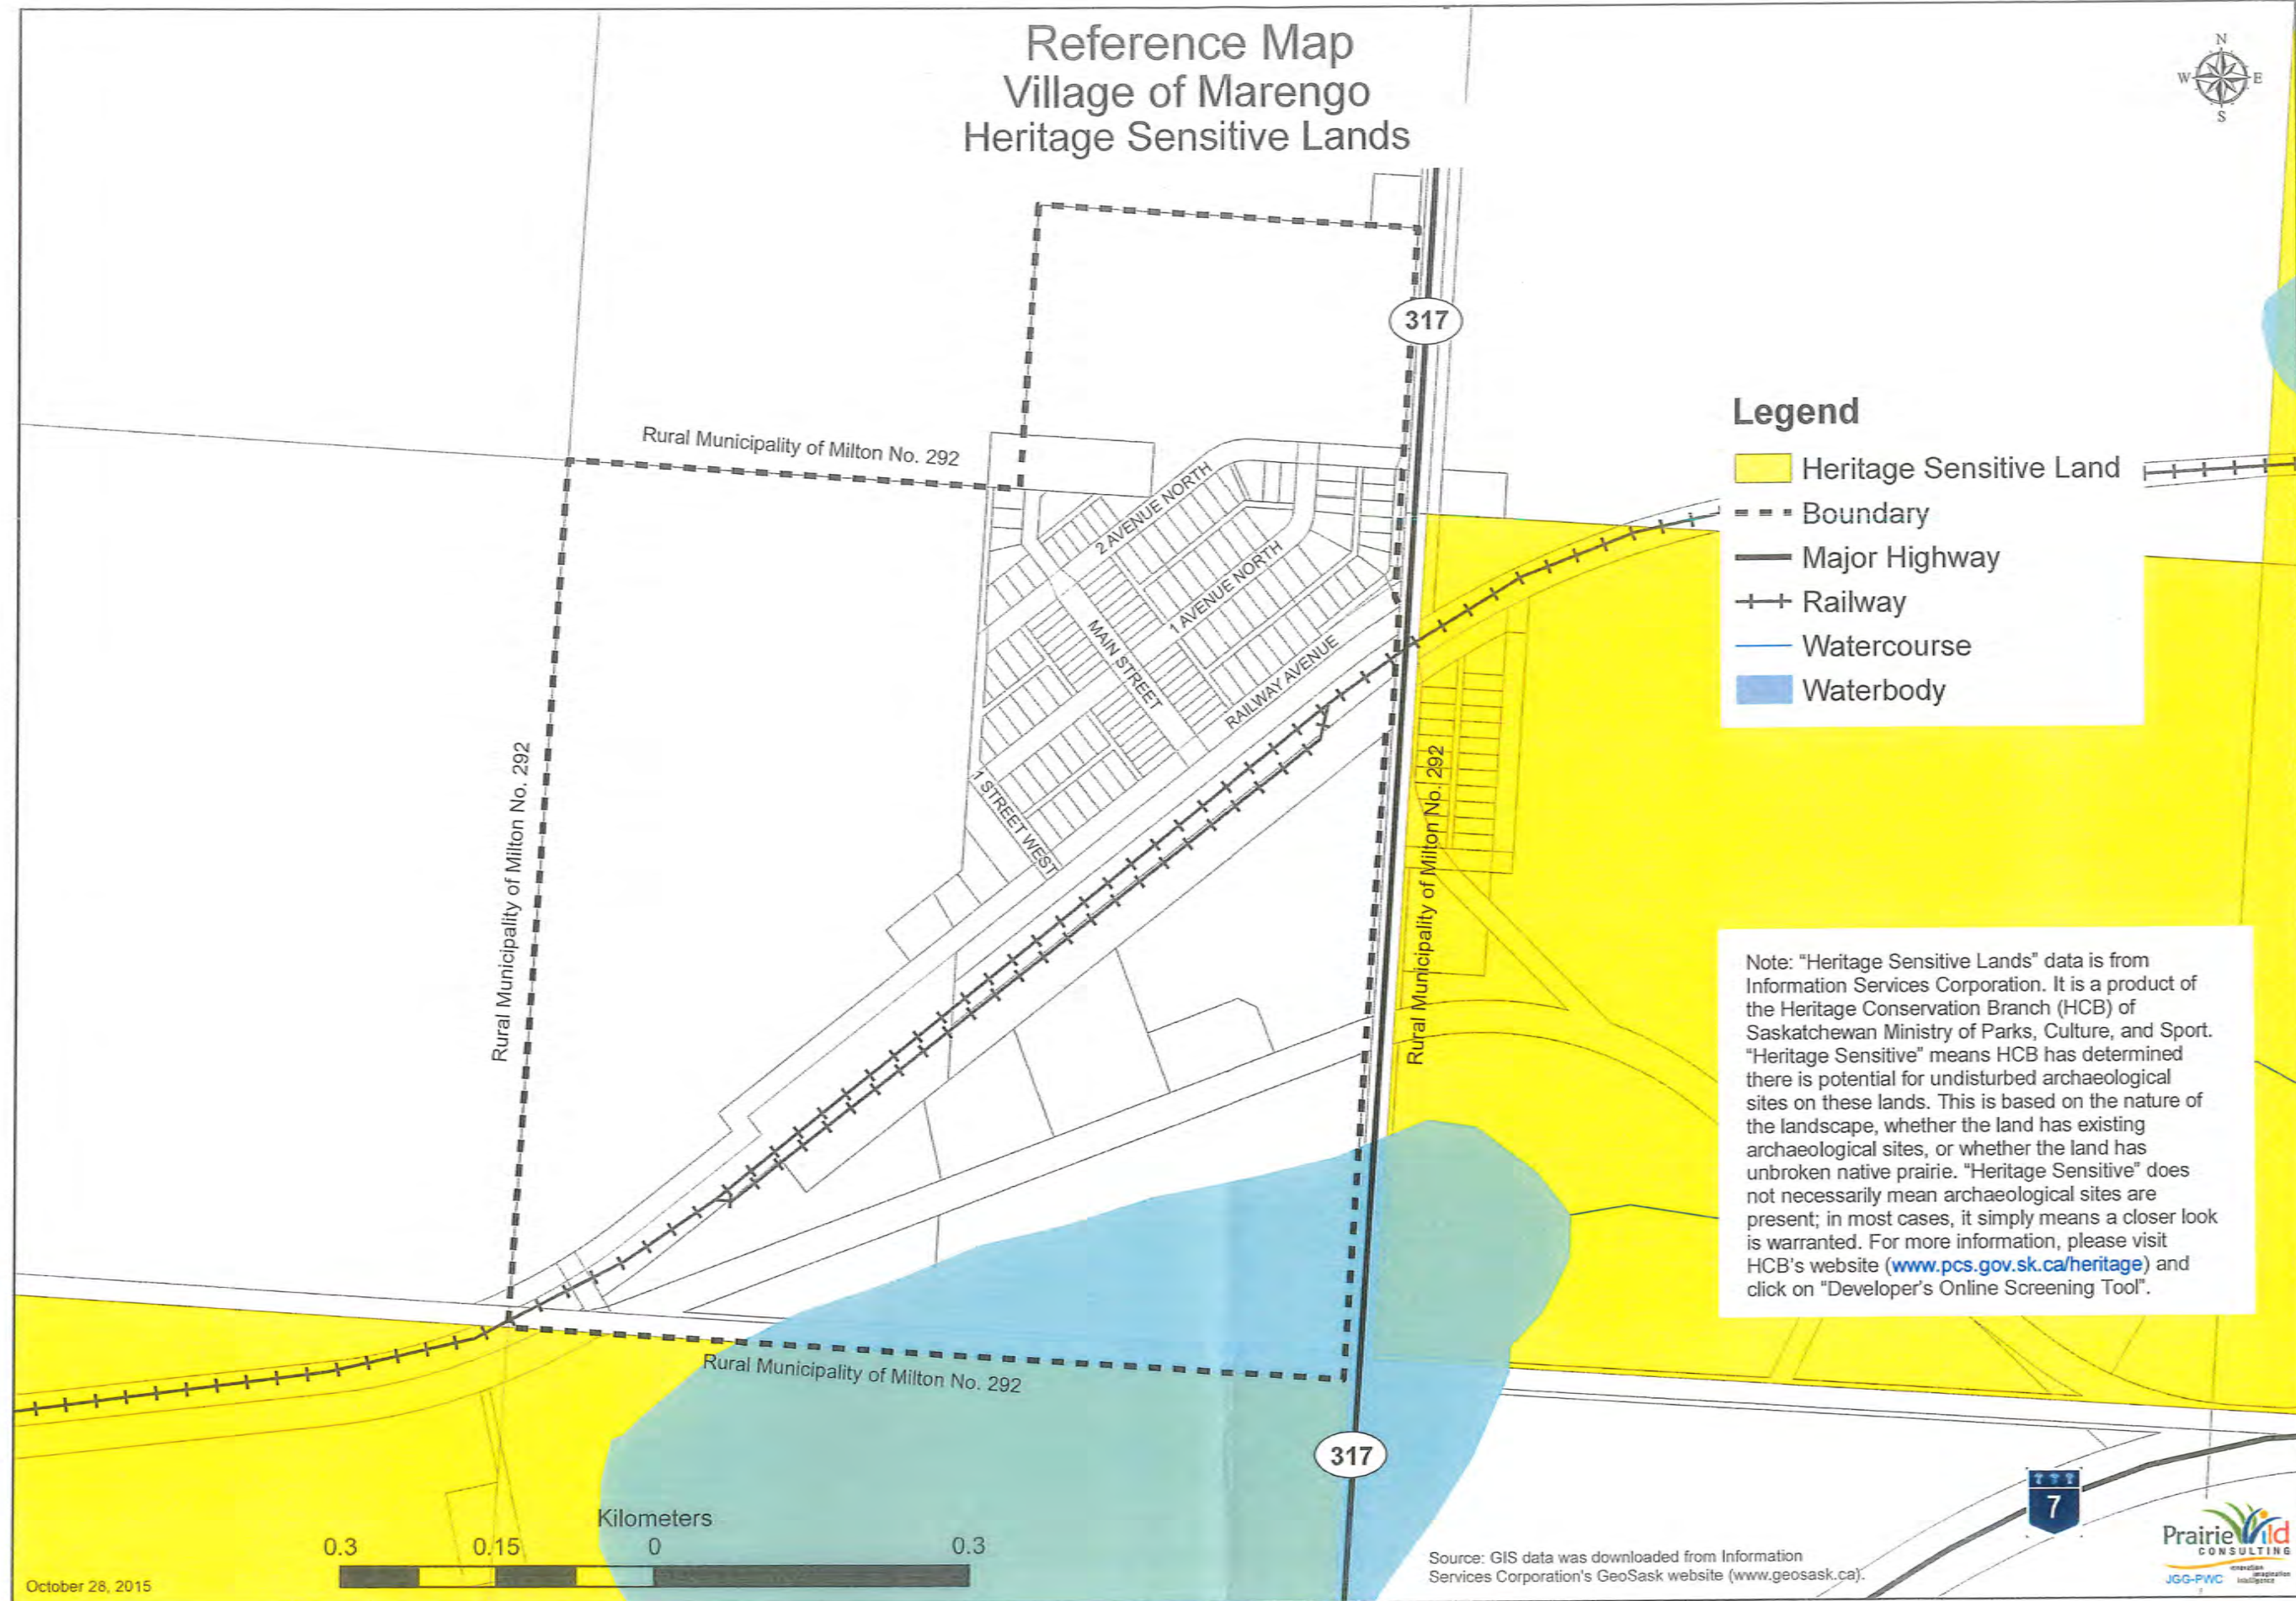 Reference Map
Village of Marengo
Heritage Sensitive Lands
N
W
E
S
317
Rural Municipality of Milton No. 292
2 AVENUE NORTH
1 AVENUE NORTH
MAIN STREET
RAILWAY AVENUE
1 STREET WEST
Rural Municipality of Milton No. 292
Rural Municipality of Milton No. 292
Rural Municipality of Milton No. 292
317
Legend
Heritage Sensitive Land
Boundary
Major Highway
Railway
Watercourse
Waterbody
Note: “Heritage Sensitive Lands” data is from
Information Services Corporation. It is a product of
the Heritage Conservation Branch (HCB) of
Saskatchewan Ministry of Parks, Culture, and Sport.
“Heritage Sensitive” means HCB has determined
there is potential for undisturbed archaeological
sites on these lands. This is based on the nature of
the landscape, whether the land has existing
archaeological sites, or whether the land has
unbroken native prairie. “Heritage Sensitive” does
not necessarily mean archaeological sites are
present; in most cases, it simply means a closer look
is warranted. For more information, please visit
HCB's website (www.pcs.gov.sk.ca/heritage) and
click on “Developer's Online Screening Tool”.
7
Kilometers
0.3 0.15 0 0.3
October 28, 2015
Source: GIS data was downloaded from Information
Services Corporation's GeoSask website (www.geosask.ca).
PrairieWild
CONSULTING
innovation
imagination
intelligence
JGG-PWC